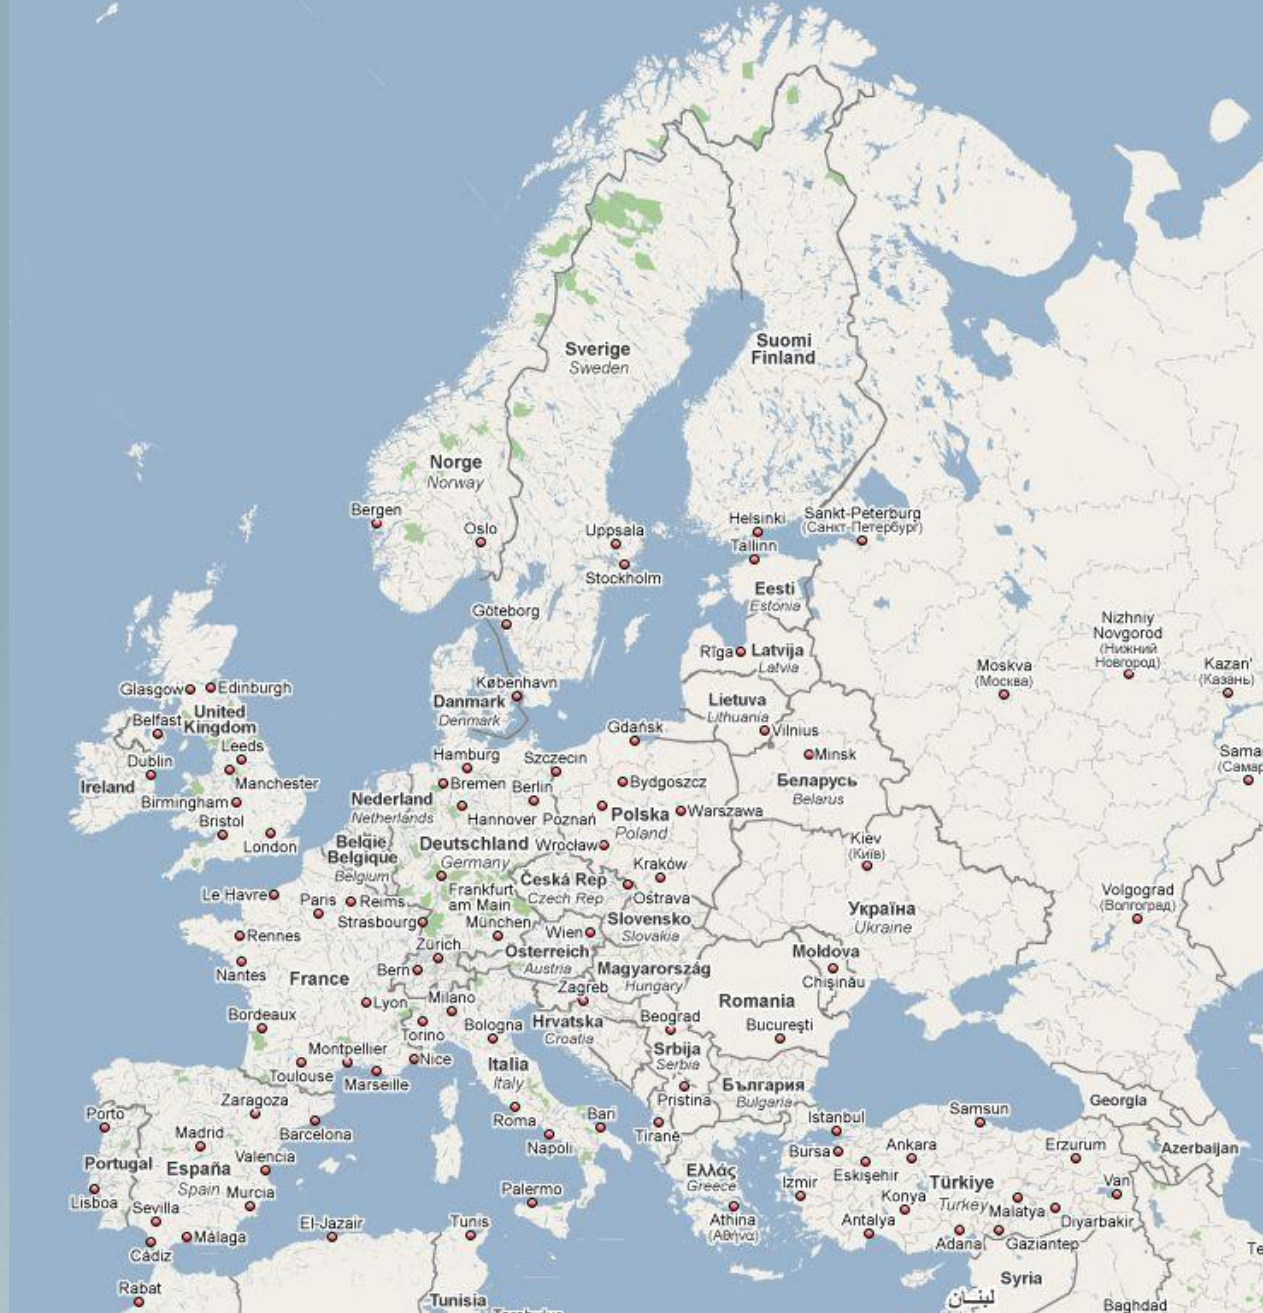 Sverige
Sweden
Suomi
Finland
Norge
Norway
Bergen
Oslo
Uppsala
Stockholm
Helsinki
Tallinn
Sankt-Peterburg
(Санкт-Петербург)
Eesti
Estonia
Göteborg
Nizhniy
Novgorod
(Нижний
Новгород)
Rīga
Latvija
Latvia
Moskva
(Москва)
Kazan'
(Казань)
Glasgow
Edinburgh
København
Danmark
Denmark
Lietuva
Lithuania
Vilnius
United
Kingdom
Belfast
Gdańsk
Leeds
Dublin
Ireland
Manchester
Hamburg
Szczecin
Minsk
Беларусь
Belarus
Birmingham
Bristol
London
Bremen
Berlin
Bydgoszcz
Nederland
Netherlands
Hannover
Poznań
Polska
Poland
Warszawa
België
Belgique
Belgium
Deutschland
Germany
Wrocław
Kiev
(Київ)
Kraków
Le Havre
Paris
Reims
Frankfurt
am Main
Česká Rep
Czech Rep
Ostrava
Volgograd
(Волгоград)
Strasbourg
München
Slovensko
Slovakia
Україна
Ukraine
Rennes
Nantes
Zürich
Wien
Österreich
Austria
Magyarország
Hungary
Moldova
Chişinău
France
Bern
Lyon
Milano
Zagreb
Romania
Bordeaux
Torino
Bologna
Hrvatska
Croatia
Beograd
Bucureşti
Montpellier
Toulouse
Marseille
Nice
Italia
Italy
Srbija
Serbia
Pristina
България
Bulgaria
Georgia
Azerbaijan
Porto
Zaragoza
Barcelona
Roma
Napoli
Bari
Tiranë
Istanbul
Samsun
Madrid
Valencia
Portugal
España
Spain
Murcia
Lisboa
Sevilla
Málaga
Cádiz
Palermo
Ελλάς
Greece
Athina
(Αθήνα)
Bursa
Eskişehir
Ankara
Erzurum
Izmir
Konya
Türkiye
Turkey
Malatya
Van
Diyarbakir
Antalya
Adana
Gaziantep
El-Jazair
Tunis
Rabat
Tunisia
Syria
لبنان
Baghdad